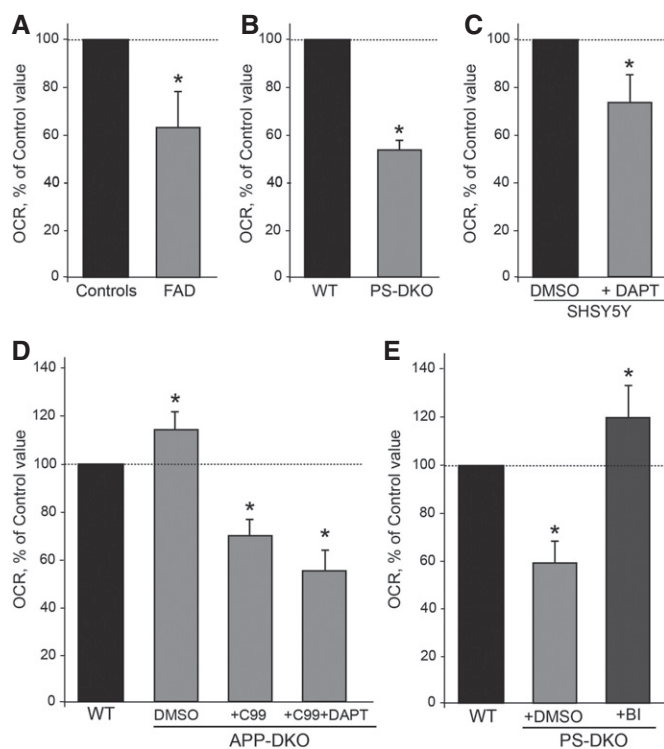 A
OCR, % of Control value
100
80
60
40
20
0
*
Controls FAD
B
OCR, % of Control value
100
80
60
40
20
0
*
WT PS-DKO
C
OCR, % of Control value
100
80
60
40
20
0
*
DMSO + DAPT
SHSY5Y
D
OCR, % of Control value
140
120
100
80
60
40
20
0
*
*
*
WT DMSO +C99 +C99+DAPT
APP-DKO
E
OCR, % of Control value
140
120
100
80
60
40
20
0
*
*
WT +DMSO +BI
PS-DKO